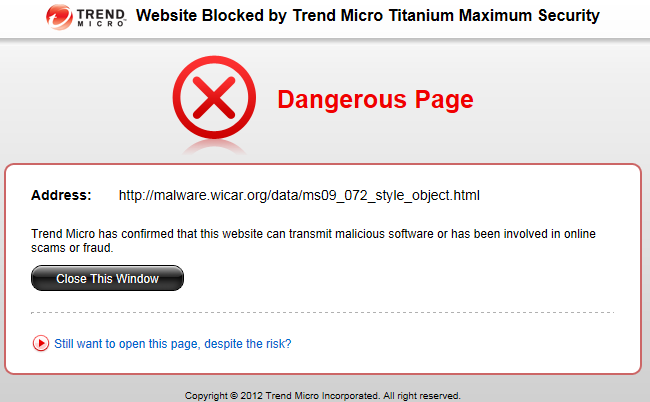 TREND MICRO Website Blocked by Trend Micro Titanium Maximum Security
Dangerous Page
Address: http://malware.wicar.org/data/ms09_072_style_object.html
Trend Micro has confirmed that this website can transmit malicious software or has been involved in online
scams or fraud.
Close This Window
Still want to open this page, despite the risk?
Copyright © 2012 Trend Micro Incorporated. All right reserved.